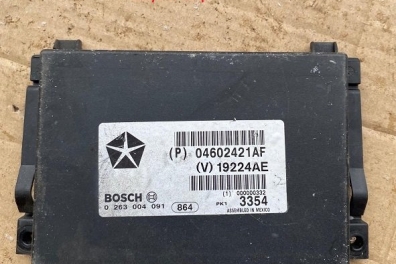 (P) 04602421AF
(V) 19224AE
(1) 000000332
BOSCH
0 263 004 091 864 PK1 3354
ASSEMBLED IN MEXICO